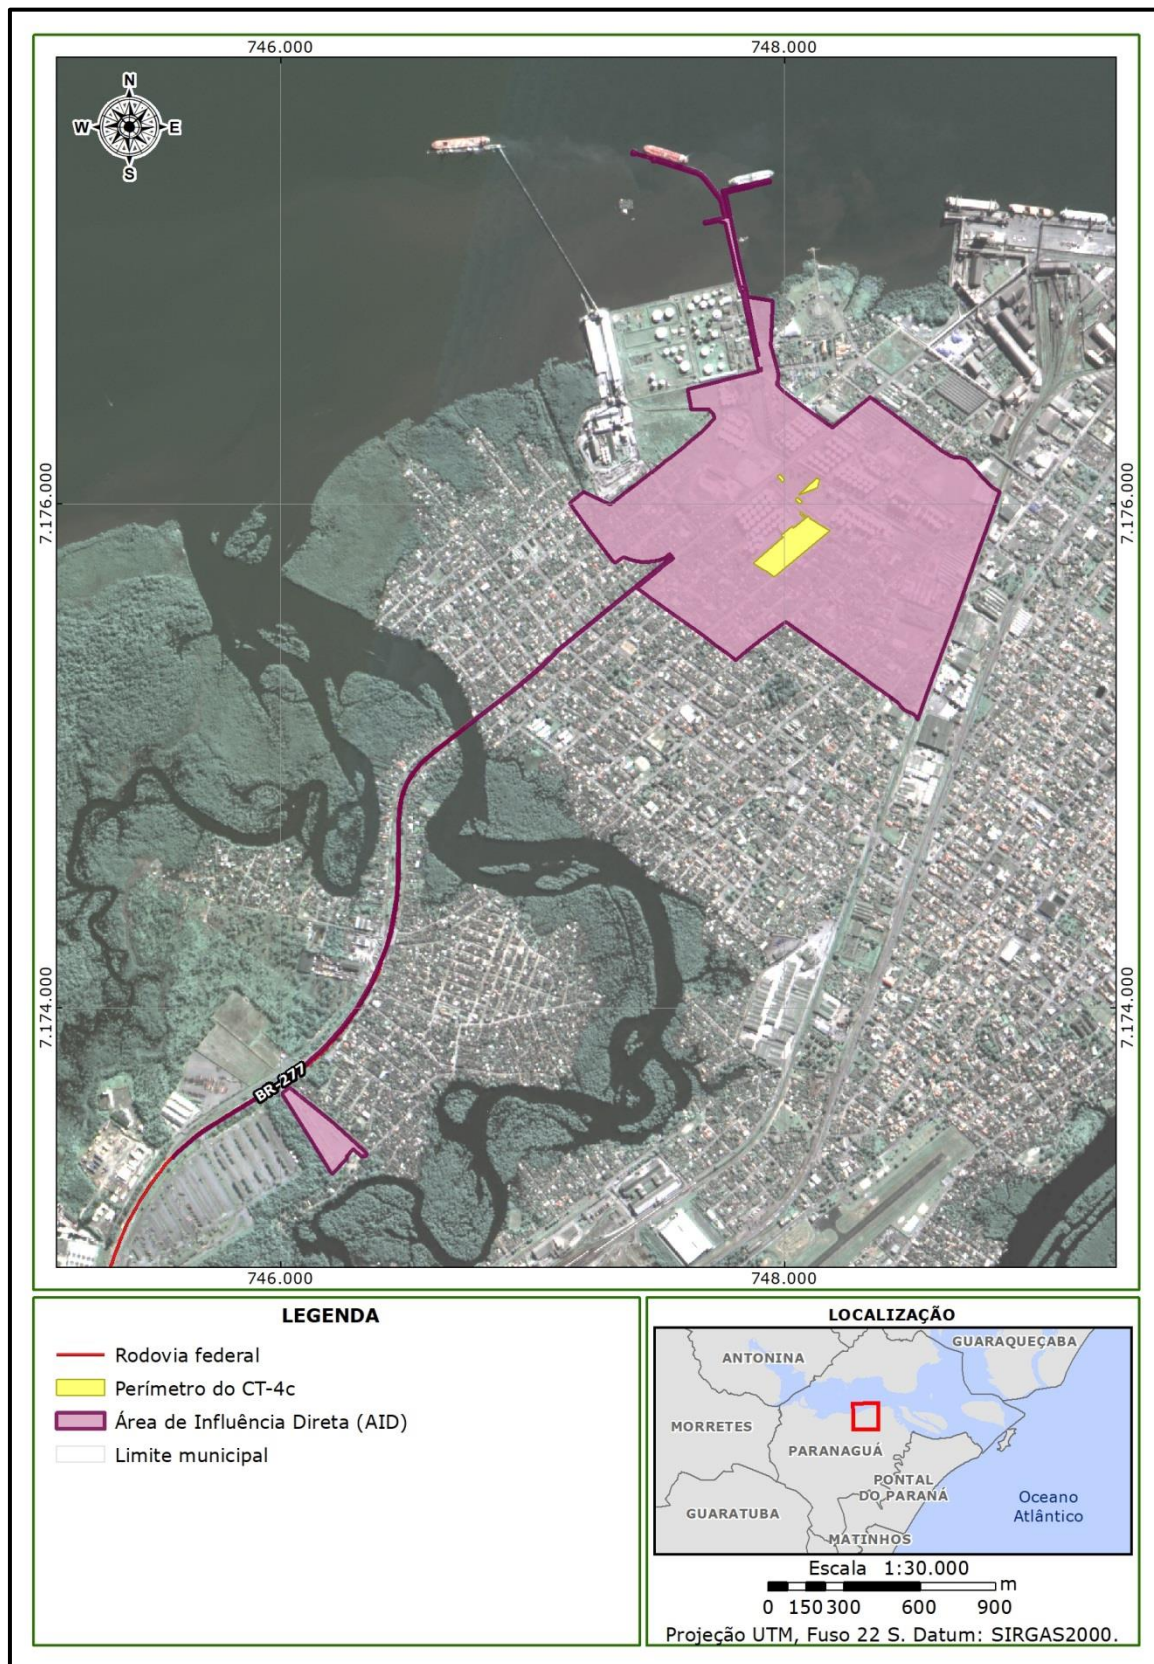 746.000
748.000
N
W
E
S
7.176.000
7.176.000
7.174.000
7.174.000
BR-277
746.000
748.000
LEGENDA
Rodovia federal
Perímetro do CT-4c
Área de Influência Direta (AID)
Limite municipal
LOCALIZAÇÃO
GUARAQUEÇABA
ANTONINA
MORRETES
PARANAGUÁ
PONTAL
DO PARANÁ
GUARATUBA
Oceano
Atlântico
MATINHOS
Escala 1:30.000
m
0 150 300 600 900
Projeção UTM, Fuso 22 S. Datum: SIRGAS2000.